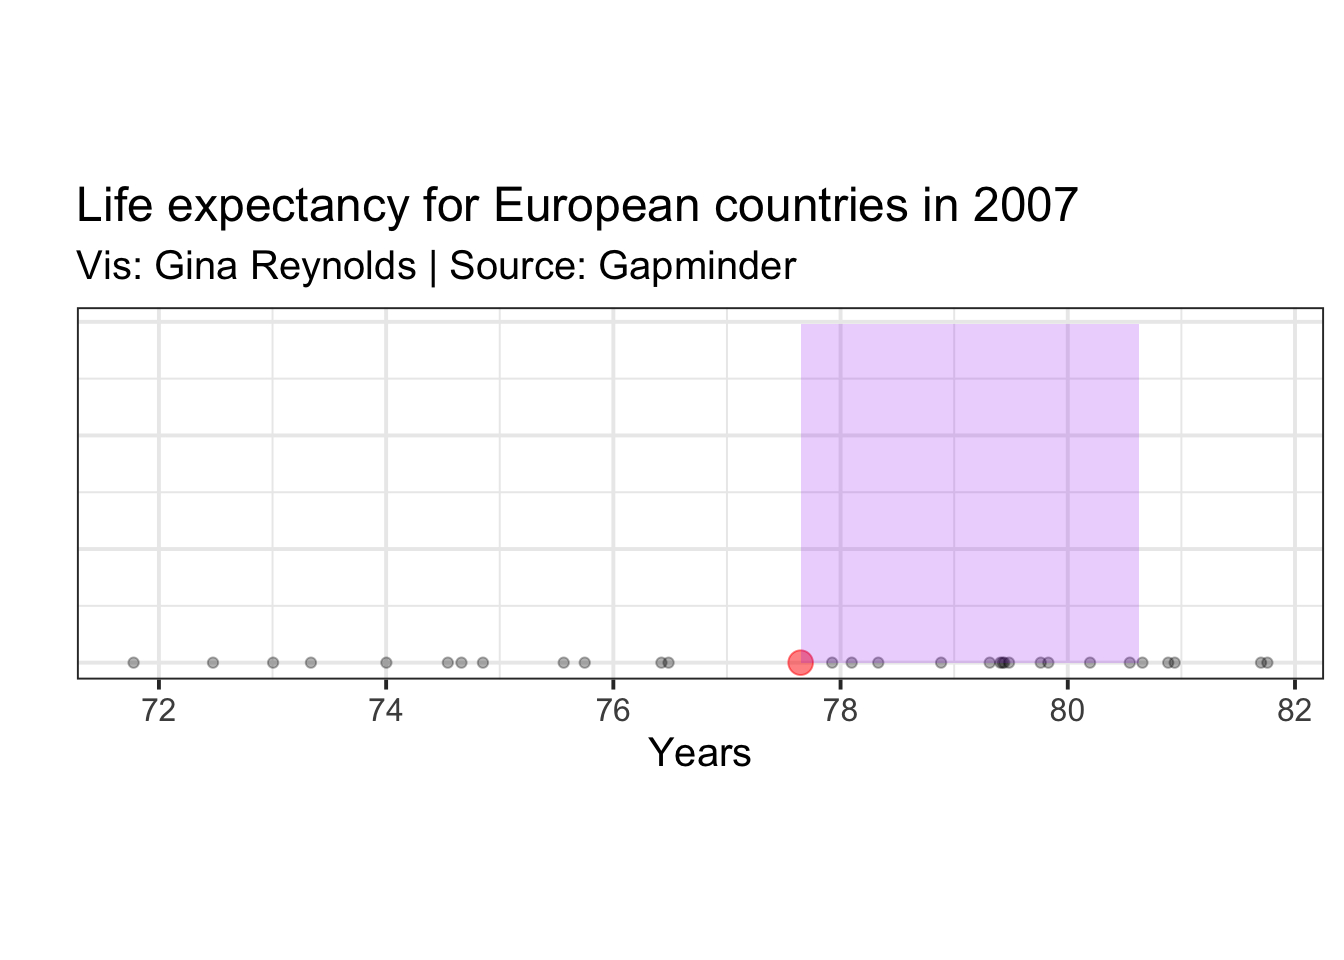 Life expectancy for European countries in 2007
Vis: Gina Reynolds | Source: Gapminder
72 74 76 78 80 82
Years